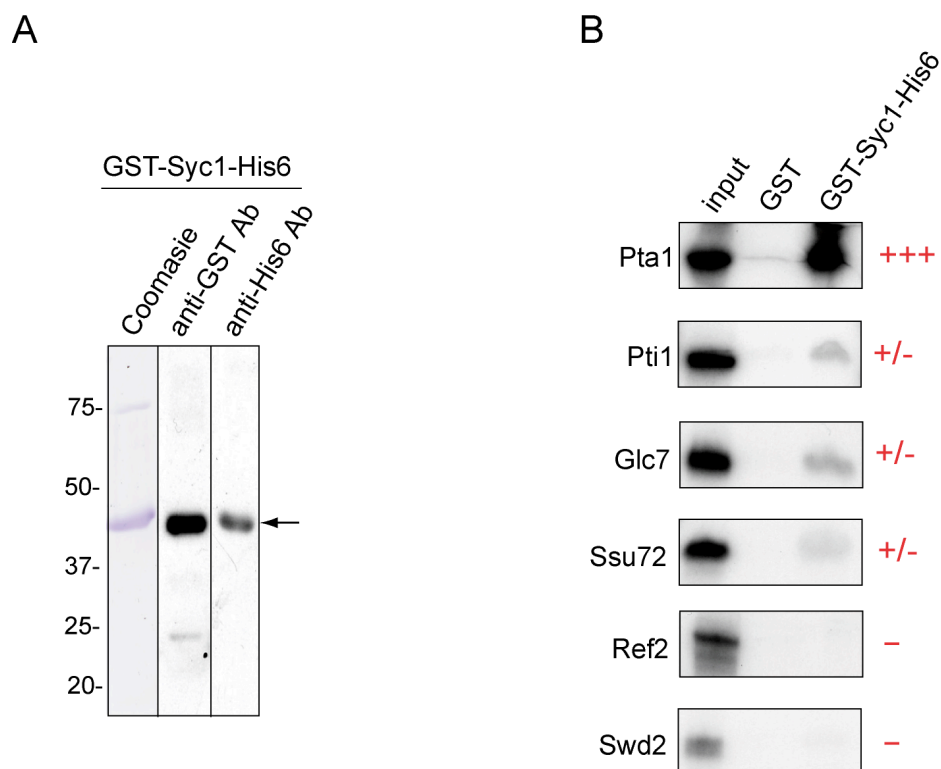 A
GST-Syc1-His6
Coomasie
anti-GST Ab
anti-His6 Ab
75-
50-
37-
25-
20-
B
input
GST
GST-Syc1-His6
Pta1 +++
Pti1 +/-
Glc7 +/-
Ssu72 +/-
Ref2 –
Swd2 –